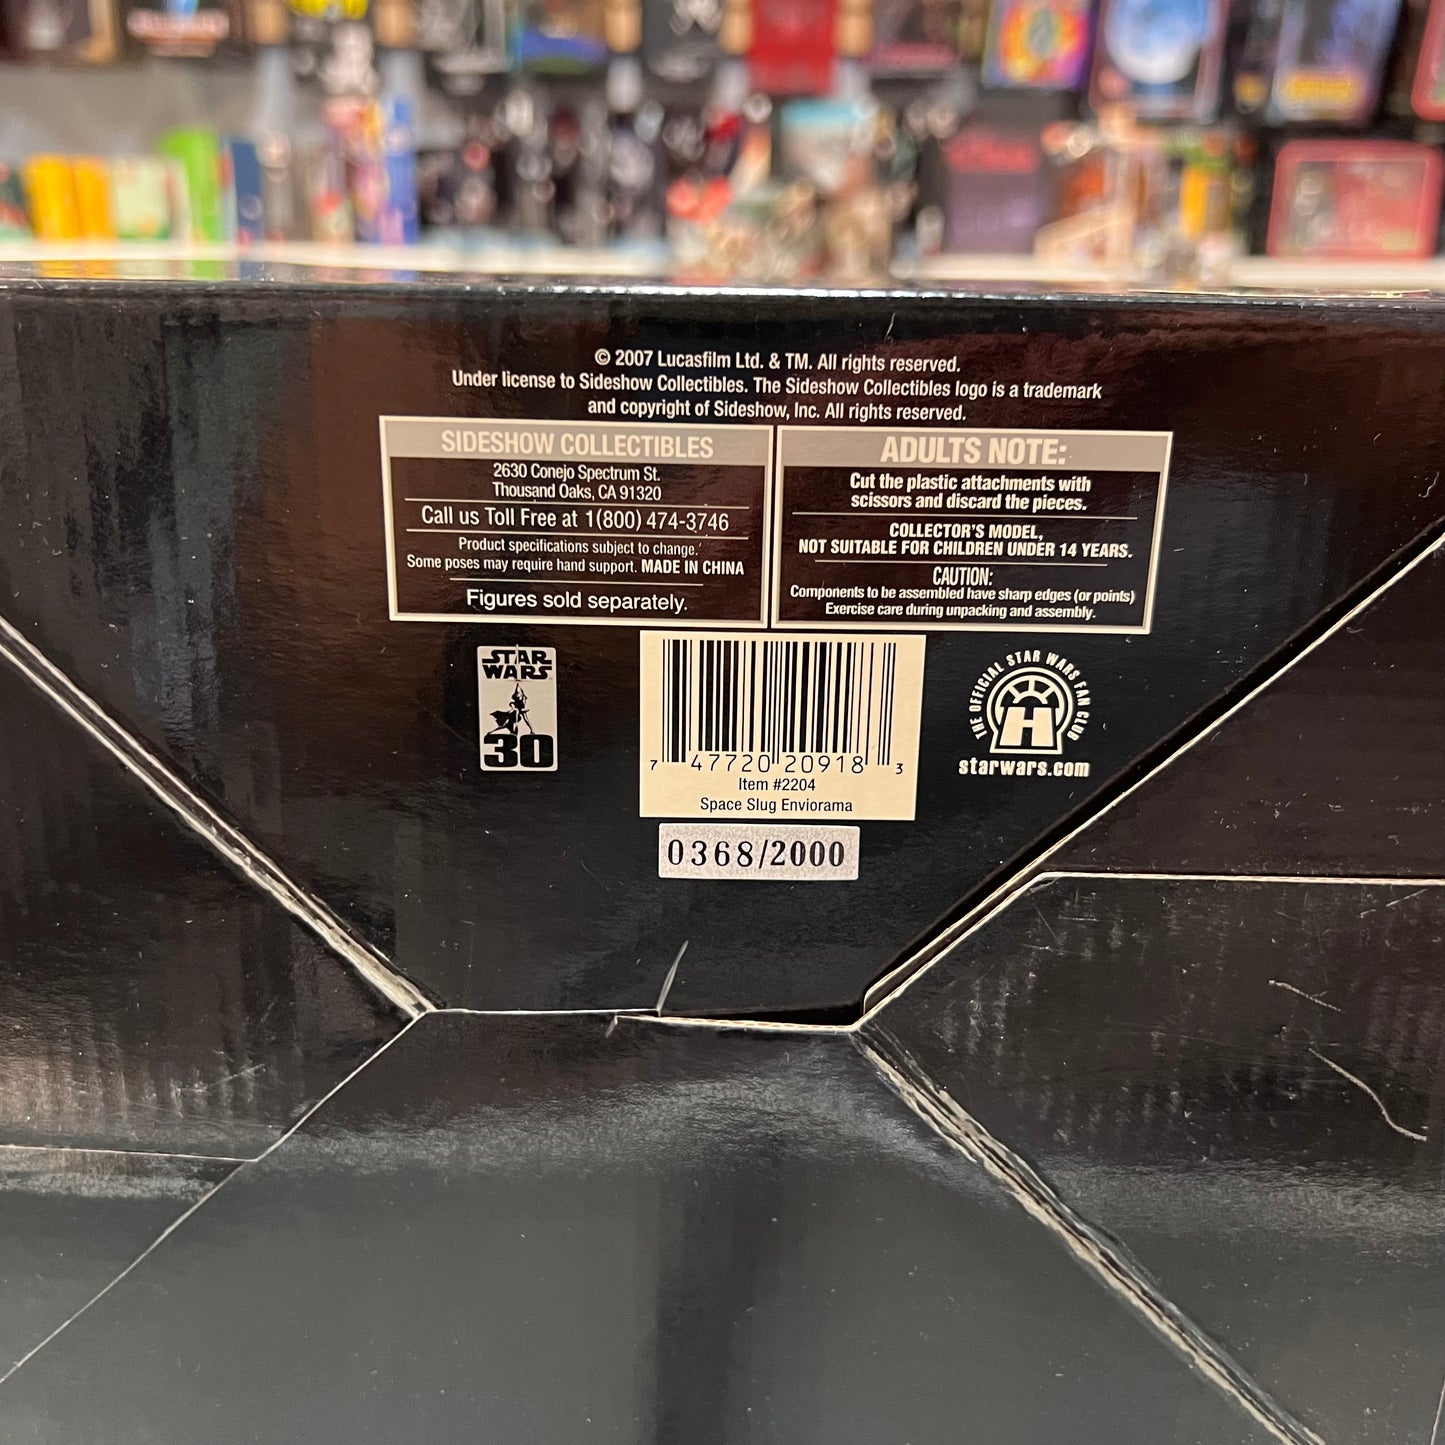 © 2007 Lucasfilm Ltd. & TM. All rights reserved.
Under license to Sideshow Collectibles. The Sideshow Collectibles logo is a trademark
and copyright of Sideshow, Inc. All rights reserved.
SIDESHOW COLLECTIBLES
2630 Conejo Spectrum St.
Thousand Oaks, CA 91320
Call us Toll Free at 1(800) 474-3746
Product specifications subject to change.
Some poses may require hand support. MADE IN CHINA
Figures sold separately.
ADULTS NOTE:
Cut the plastic attachments with
scissors and discard the pieces.
COLLECTOR'S MODEL,
NOT SUITABLE FOR CHILDREN UNDER 14 YEARS.
CAUTION:
Components to be assembled have sharp edges (or points)
Exercise care during unpacking and assembly.
STAR
WARS
30
7 47720 20918 3
Item #2204
Space Slug Enviorama
0368/2000
THE OFFICIAL STAR WARS FAN CLUB
H
starwars.com